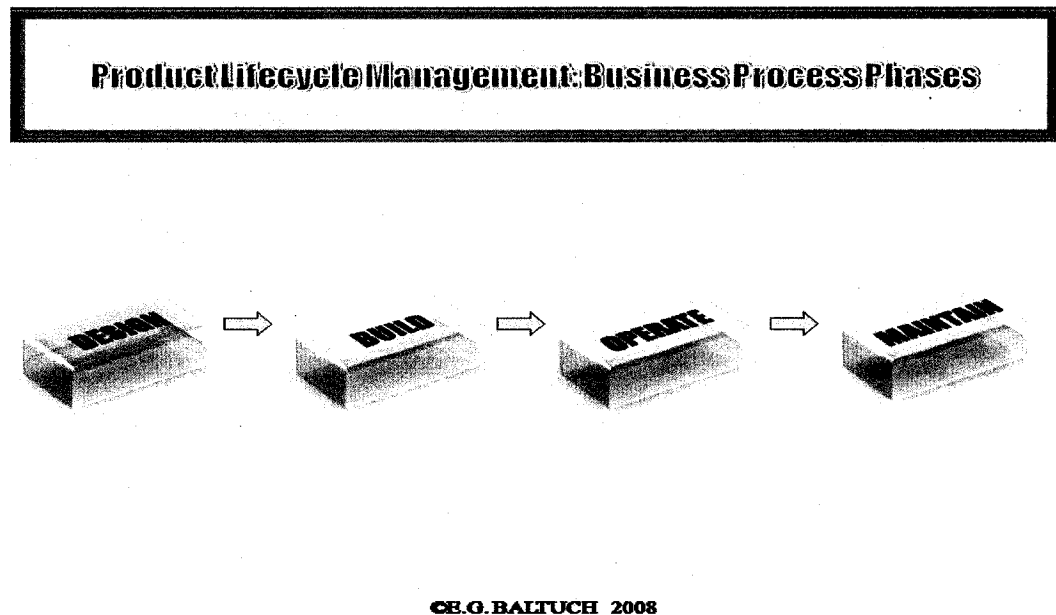 Product Lifecycle Management: Business Process Phases
DESIGN
BUILD
OPERATE
MAINTAIN
©E.G. BALTUCH 2008